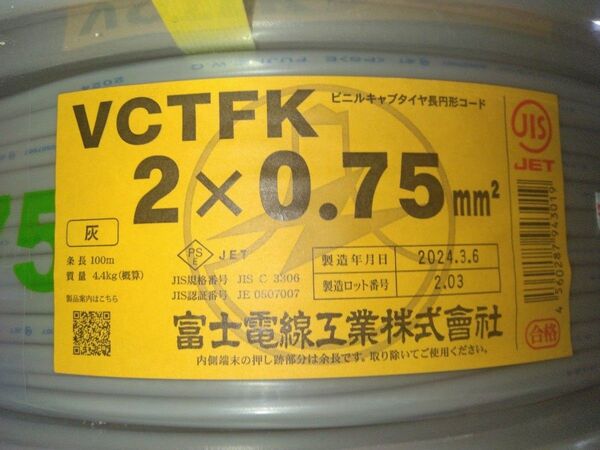 VCTFK
ビニルキャブタイヤ長円形コード
2×0.75mm²
JIS
JET
灰
条長 100m
質量 4.4kg(概算)
製品案内はこちら
PS
E
JET
JIS規格番号 JIS C 3306
JIS認証番号 JE 0507007
製造年月日 2024.3.6
製造ロット番号 2.03
4560287943019
合格
富士電線工業株式會社
内側端末の押し跡部分は余長です。取り除いてご使用ください。
75